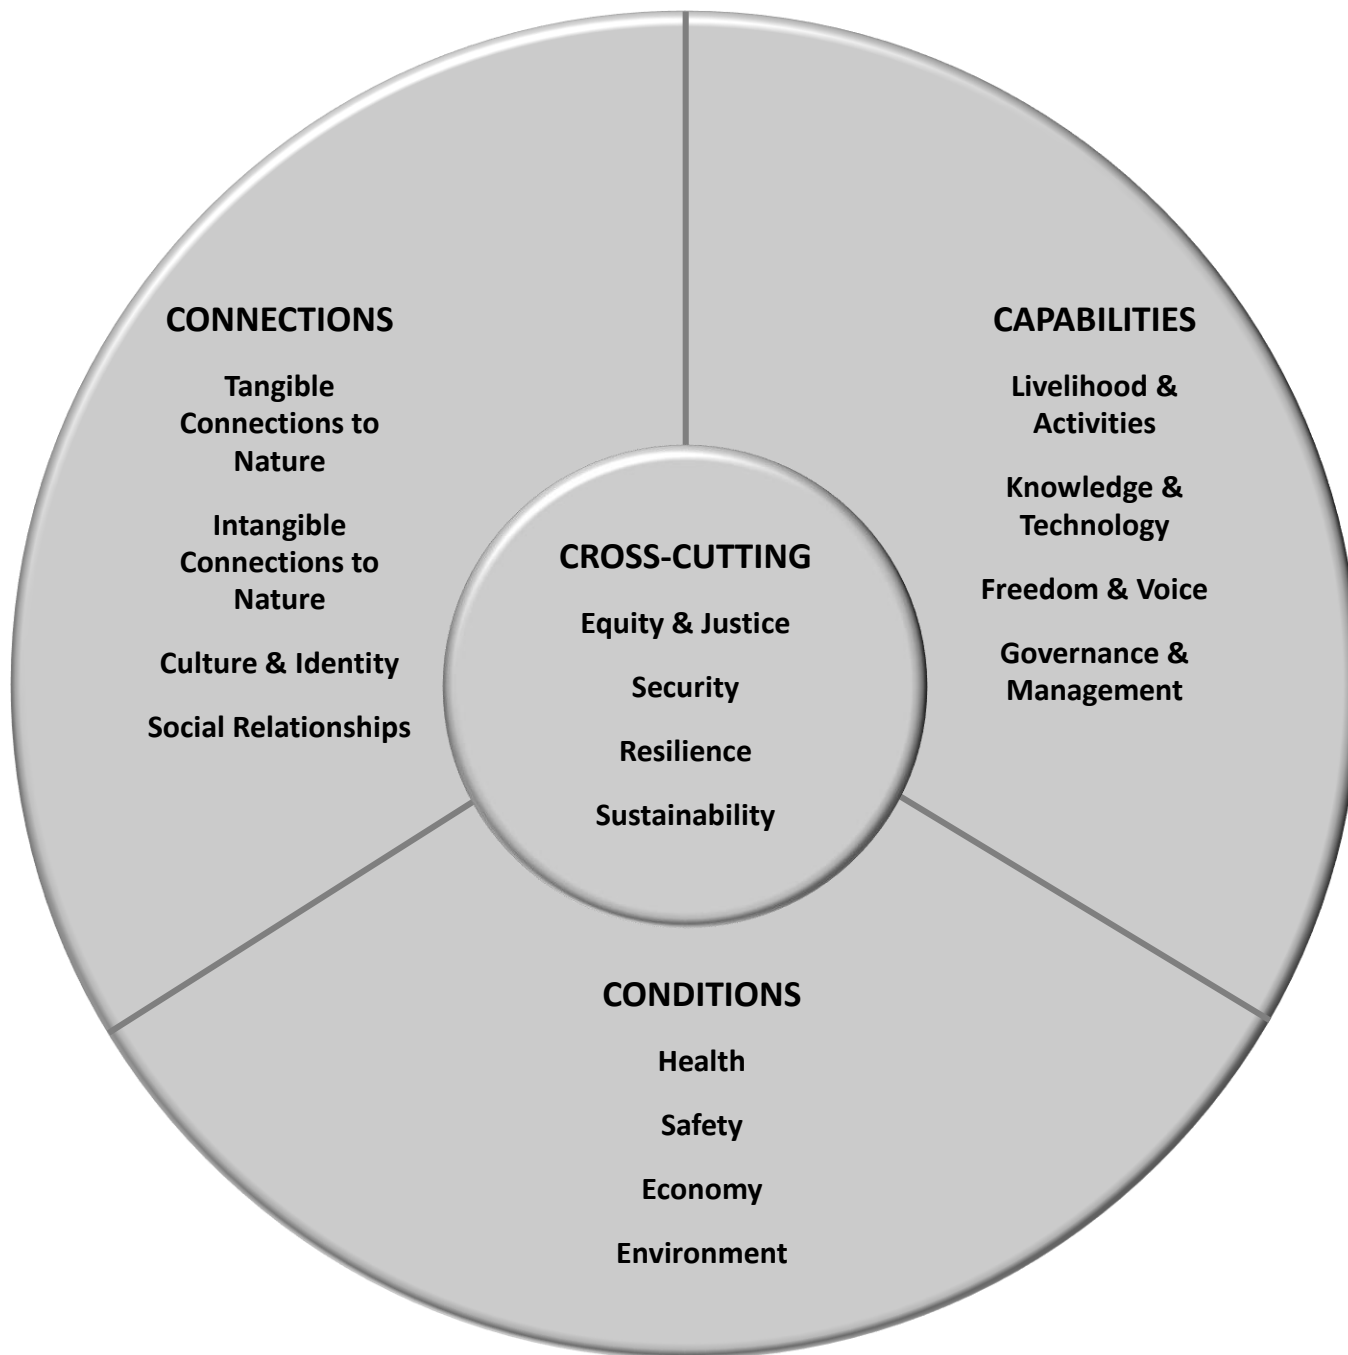 CONNECTIONS
Tangible
Connections to
Nature
Intangible
Connections to
Nature
Culture & Identity
Social Relationships
CAPABILITIES
Livelihood &
Activities
Knowledge &
Technology
Freedom & Voice
Governance &
Management
CROSS-CUTTING
Equity & Justice
Security
Resilience
Sustainability
CONDITIONS
Health
Safety
Economy
Environment